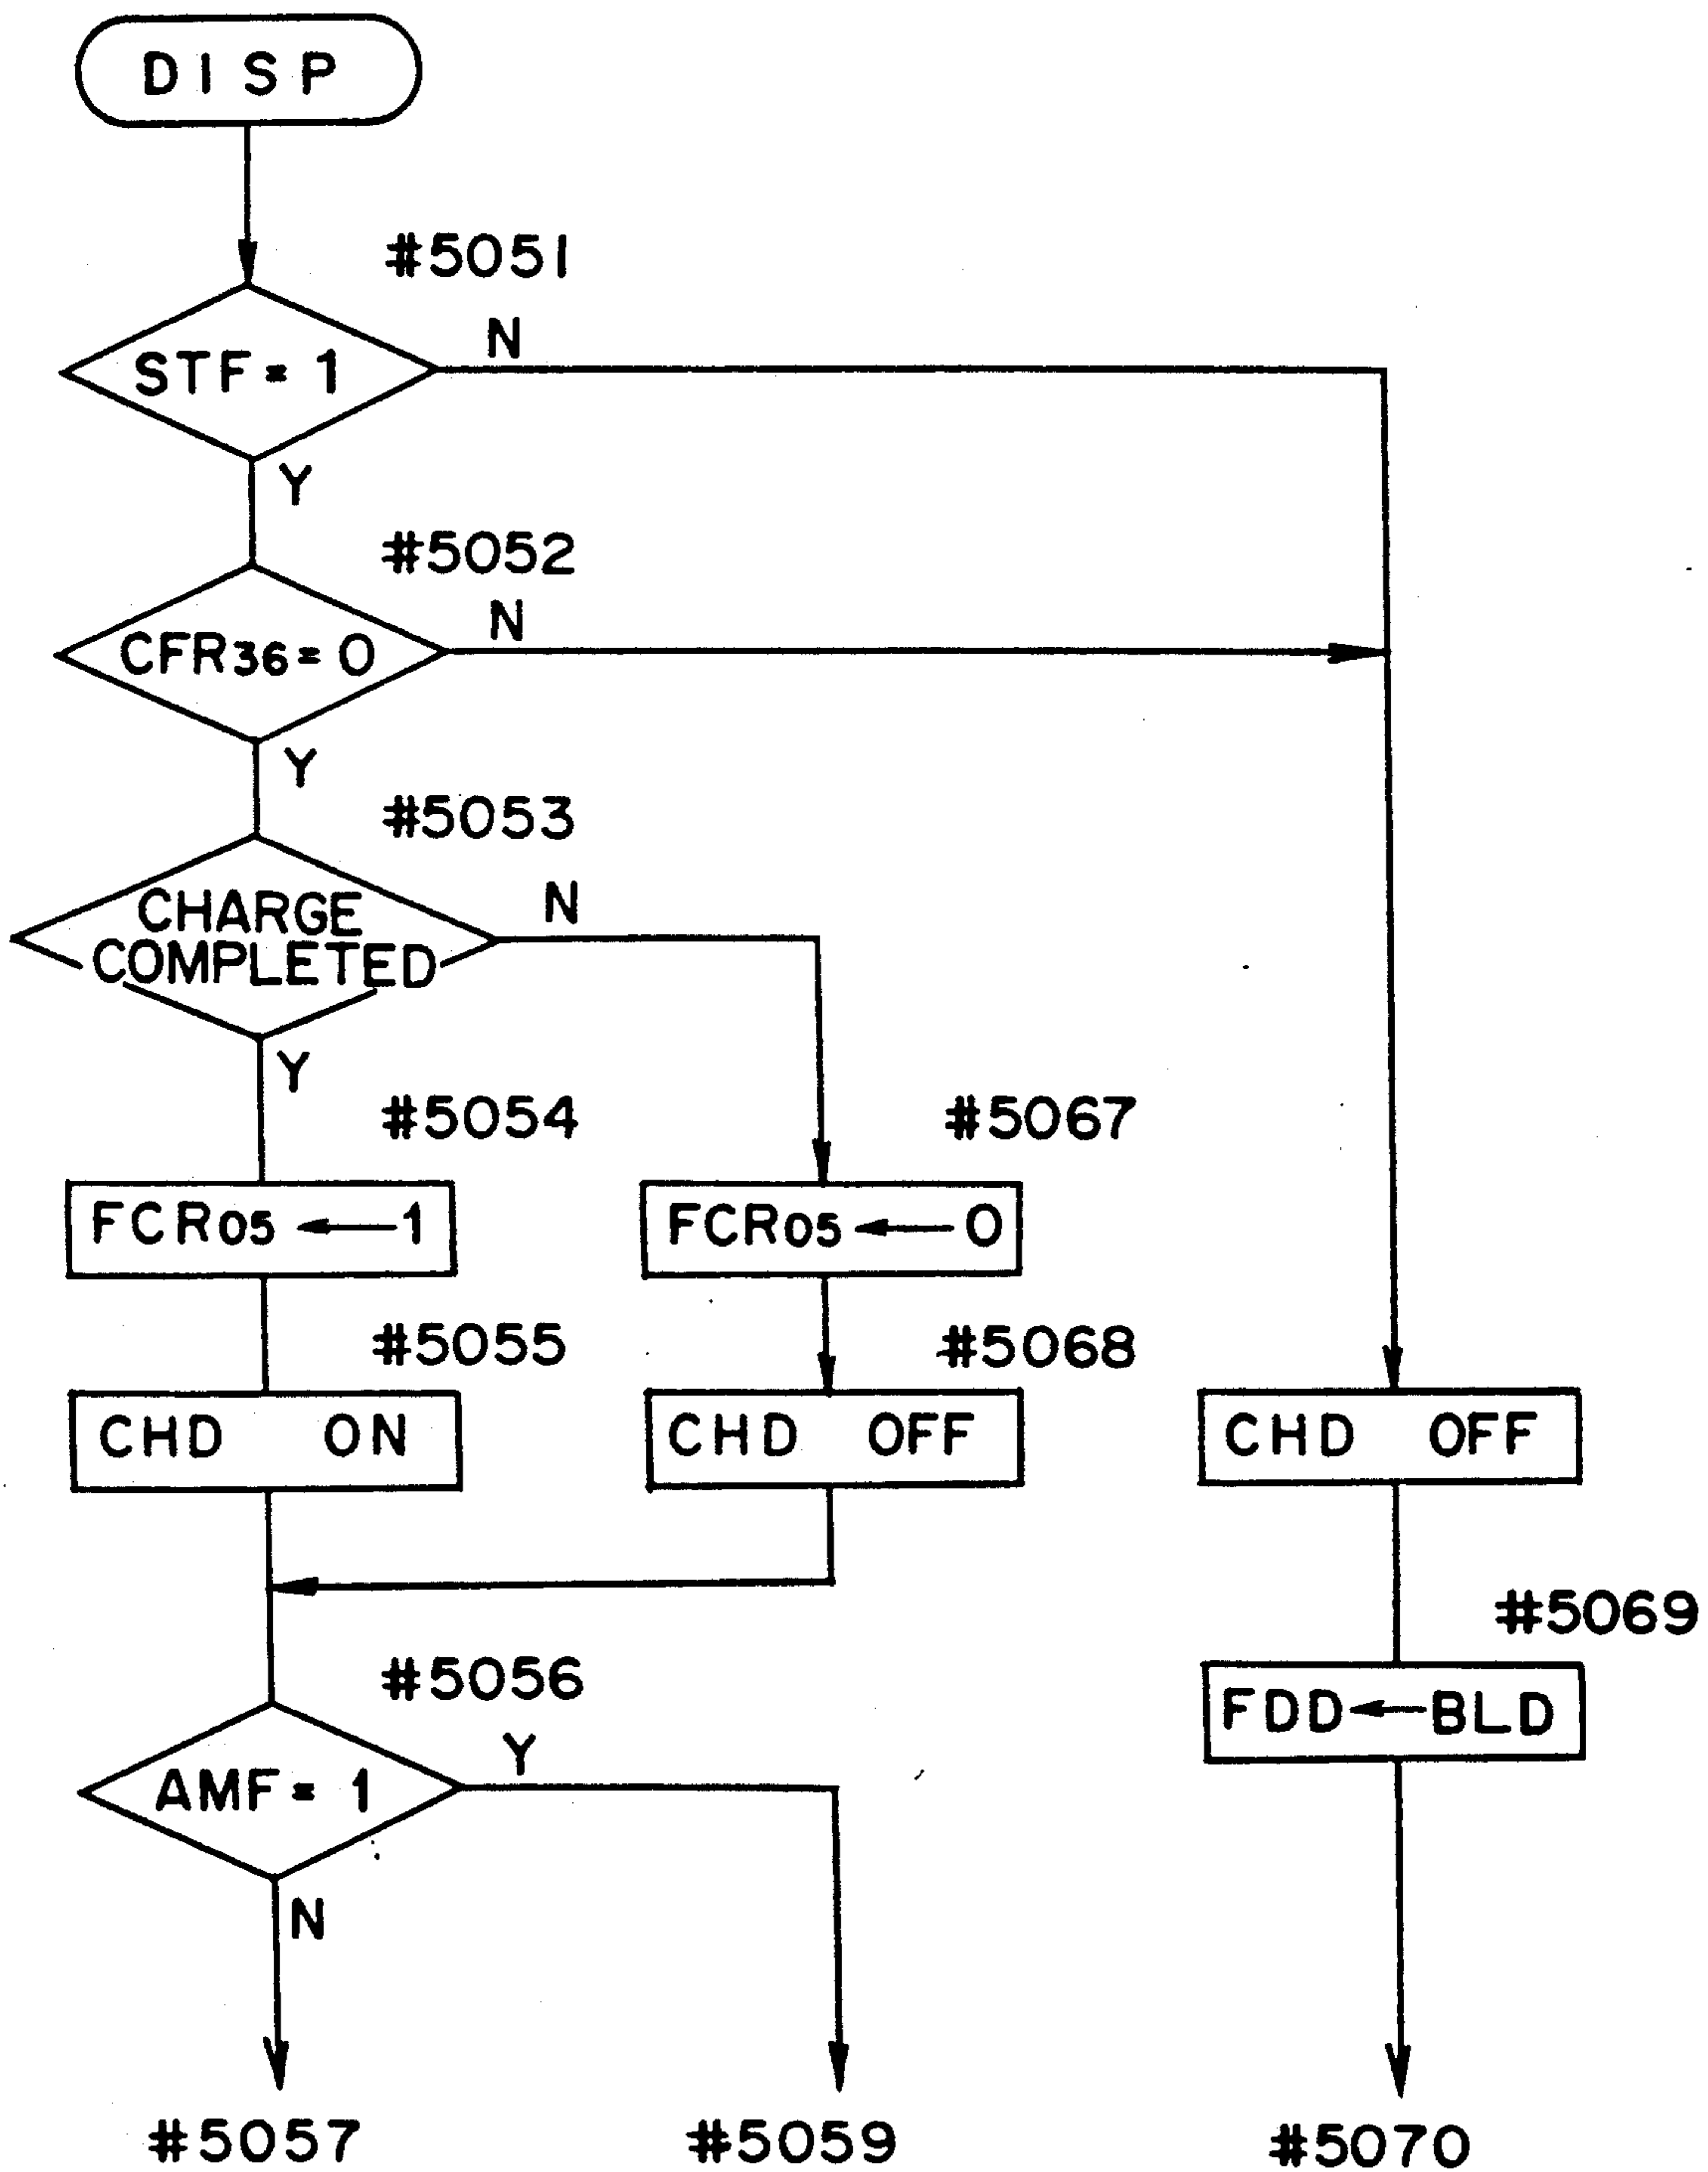 DISP
#5051
STF = 1
N
Y
#5052
CFR36 = 0
N
Y
#5053
CHARGE
COMPLETED
N
Y
#5054
FCR05 ← 1
#5067
FCR05 ← 0
#5055
CHD ON
#5068
CHD OFF
CHD OFF
#5069
FDD ← BLD
#5056
AMF = 1
Y
N
#5057
#5059
#5070